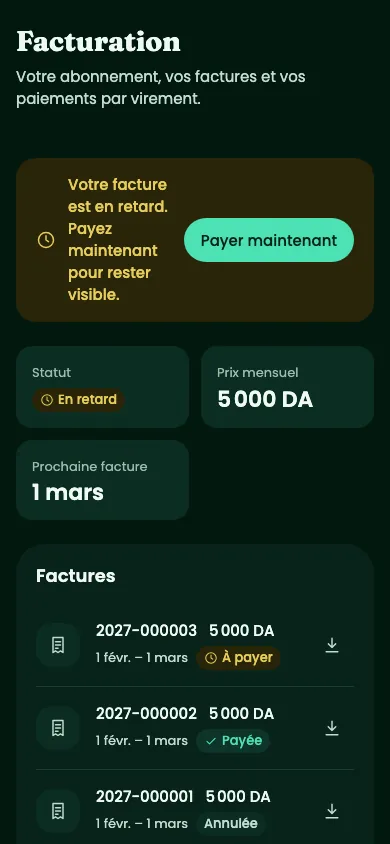 Facturation
Votre abonnement, vos factures et vos
paiements par virement.
Votre facture
est en retard.
Payez
maintenant
pour rester
visible.
Payer maintenant
Statut
En retard
Prix mensuel
5 000 DA
Prochaine facture
1 mars
Factures
2027-000003 5 000 DA
1 févr. – 1 mars À payer
2027-000002 5 000 DA
1 févr. – 1 mars Payée
2027-000001 5 000 DA
1 févr. – 1 mars Annulée